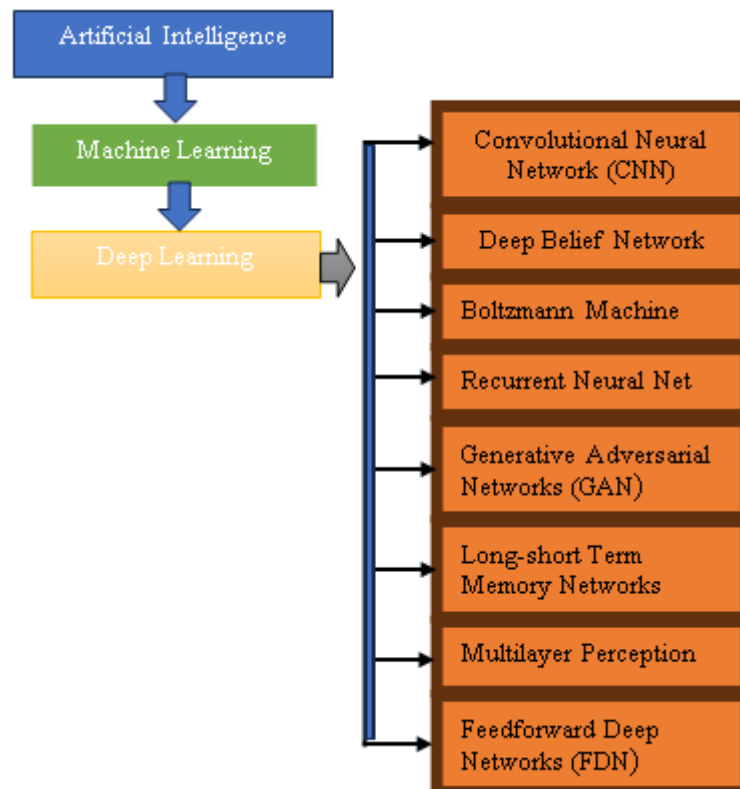 Artificial Intelligence
Machine Learning
Deep Learning
Convolutional Neural
Network (CNN)
Deep Belief Network
Boltzmann Machine
Recurrent Neural Net
Generative Adversarial
Networks (GAN)
Long-short Term
Memory Networks
Multilayer Perception
Feedforward Deep
Networks (FDN)